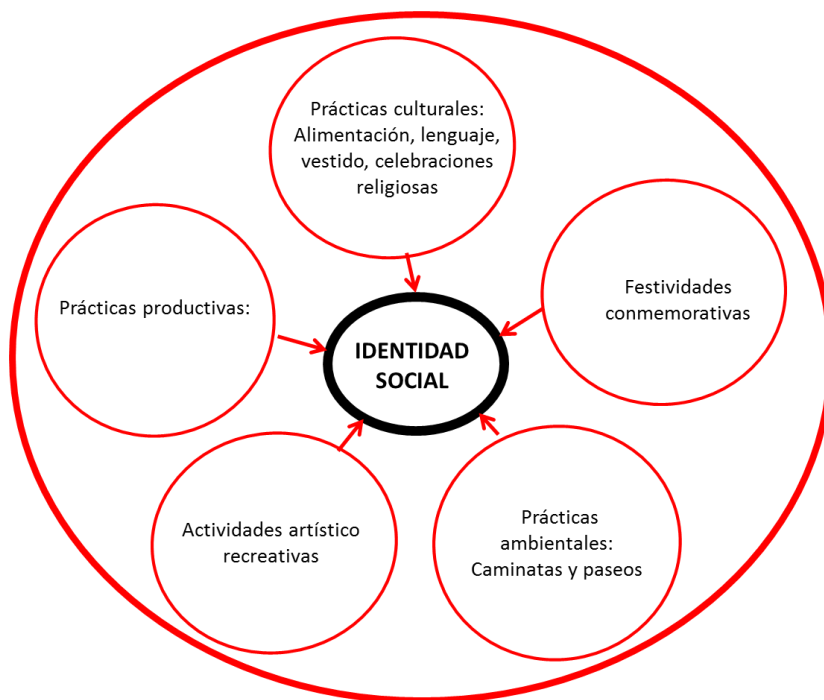 Prácticas culturales:
Alimentación, lenguaje,
vestido, celebraciones
religiosas
Prácticas productivas:
Festividades
conmemorativas
IDENTIDAD
SOCIAL
Actividades artístico
recreativas
Prácticas
ambientales:
Caminatas y paseos